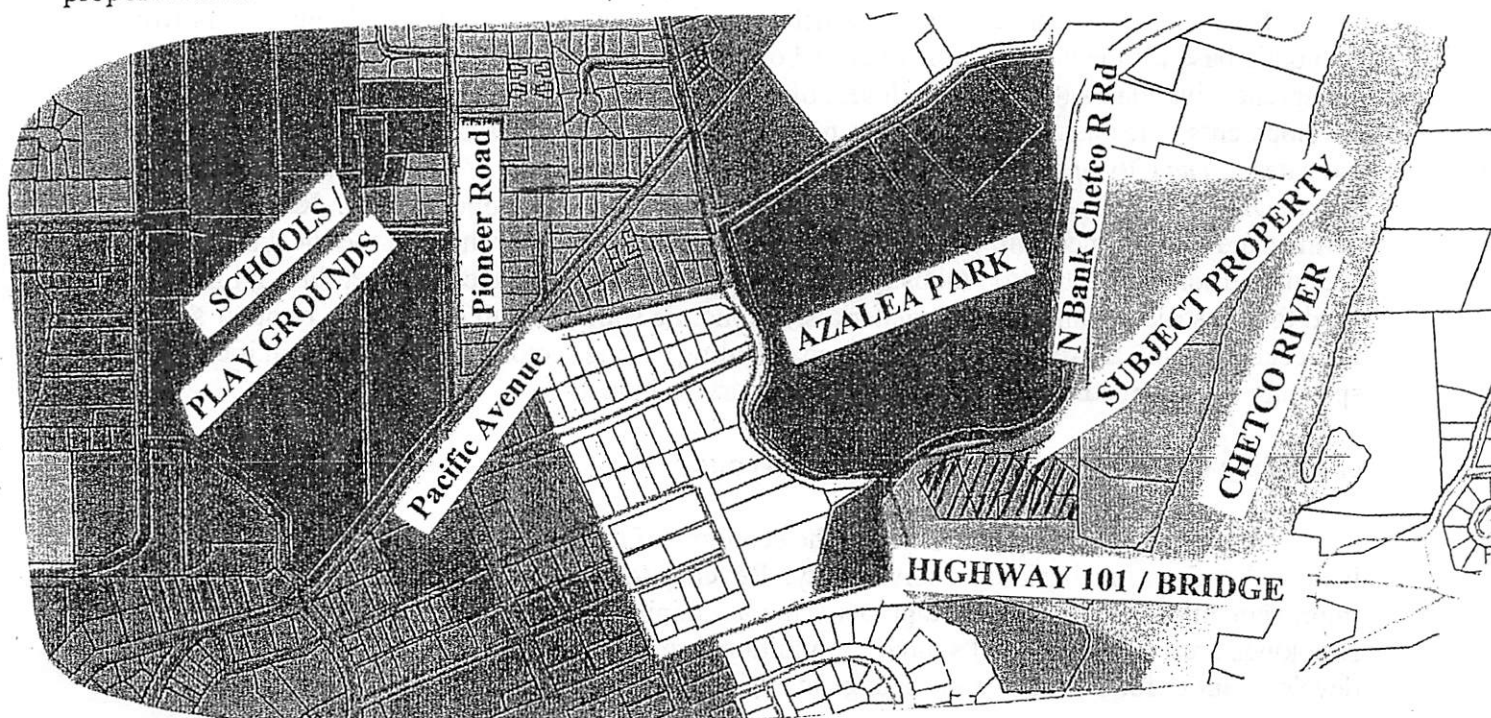 SCHOOLS /
PLAY GROUNDS
Pioneer Road
Pacific Avenue
AZALEA PARK
N Bank Chetco R Rd
SUBJECT PROPERTY
CHETCO RIVER
HIGHWAY 101 / BRIDGE